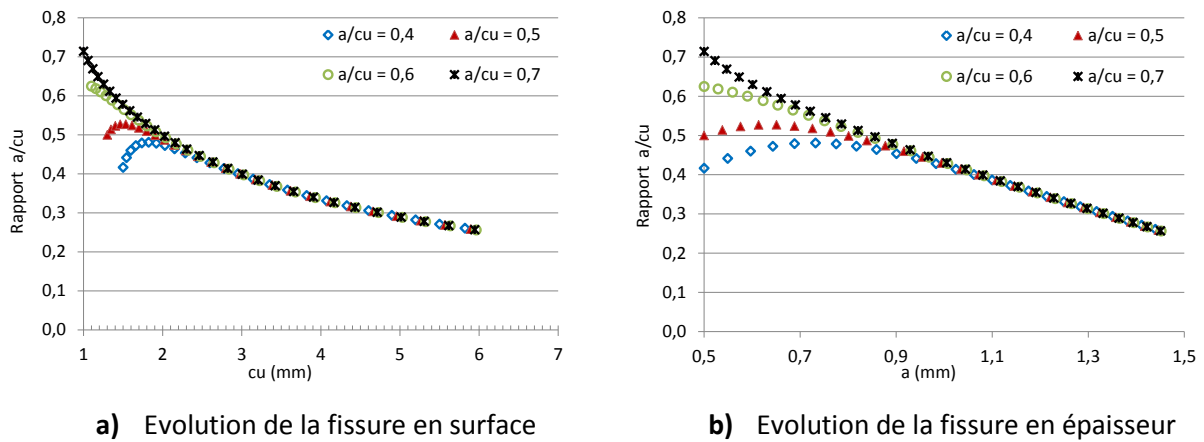 0,8
0,7
0,6
0,5
0,4
0,3
0,2
0,1
0,0
Rapport a/cu
a/cu = 0,4
a/cu = 0,5
a/cu = 0,6
a/cu = 0,7
1 2 3 4 5 6 7
cu (mm)
a) Evolution de la fissure en surface
0,8
0,7
0,6
0,5
0,4
0,3
0,2
0,1
0,0
Rapport a/cu
a/cu = 0,4
a/cu = 0,5
a/cu = 0,6
a/cu = 0,7
0,5 0,7 0,9 1,1 1,3 1,5
a (mm)
b) Evolution de la fissure en épaisseur